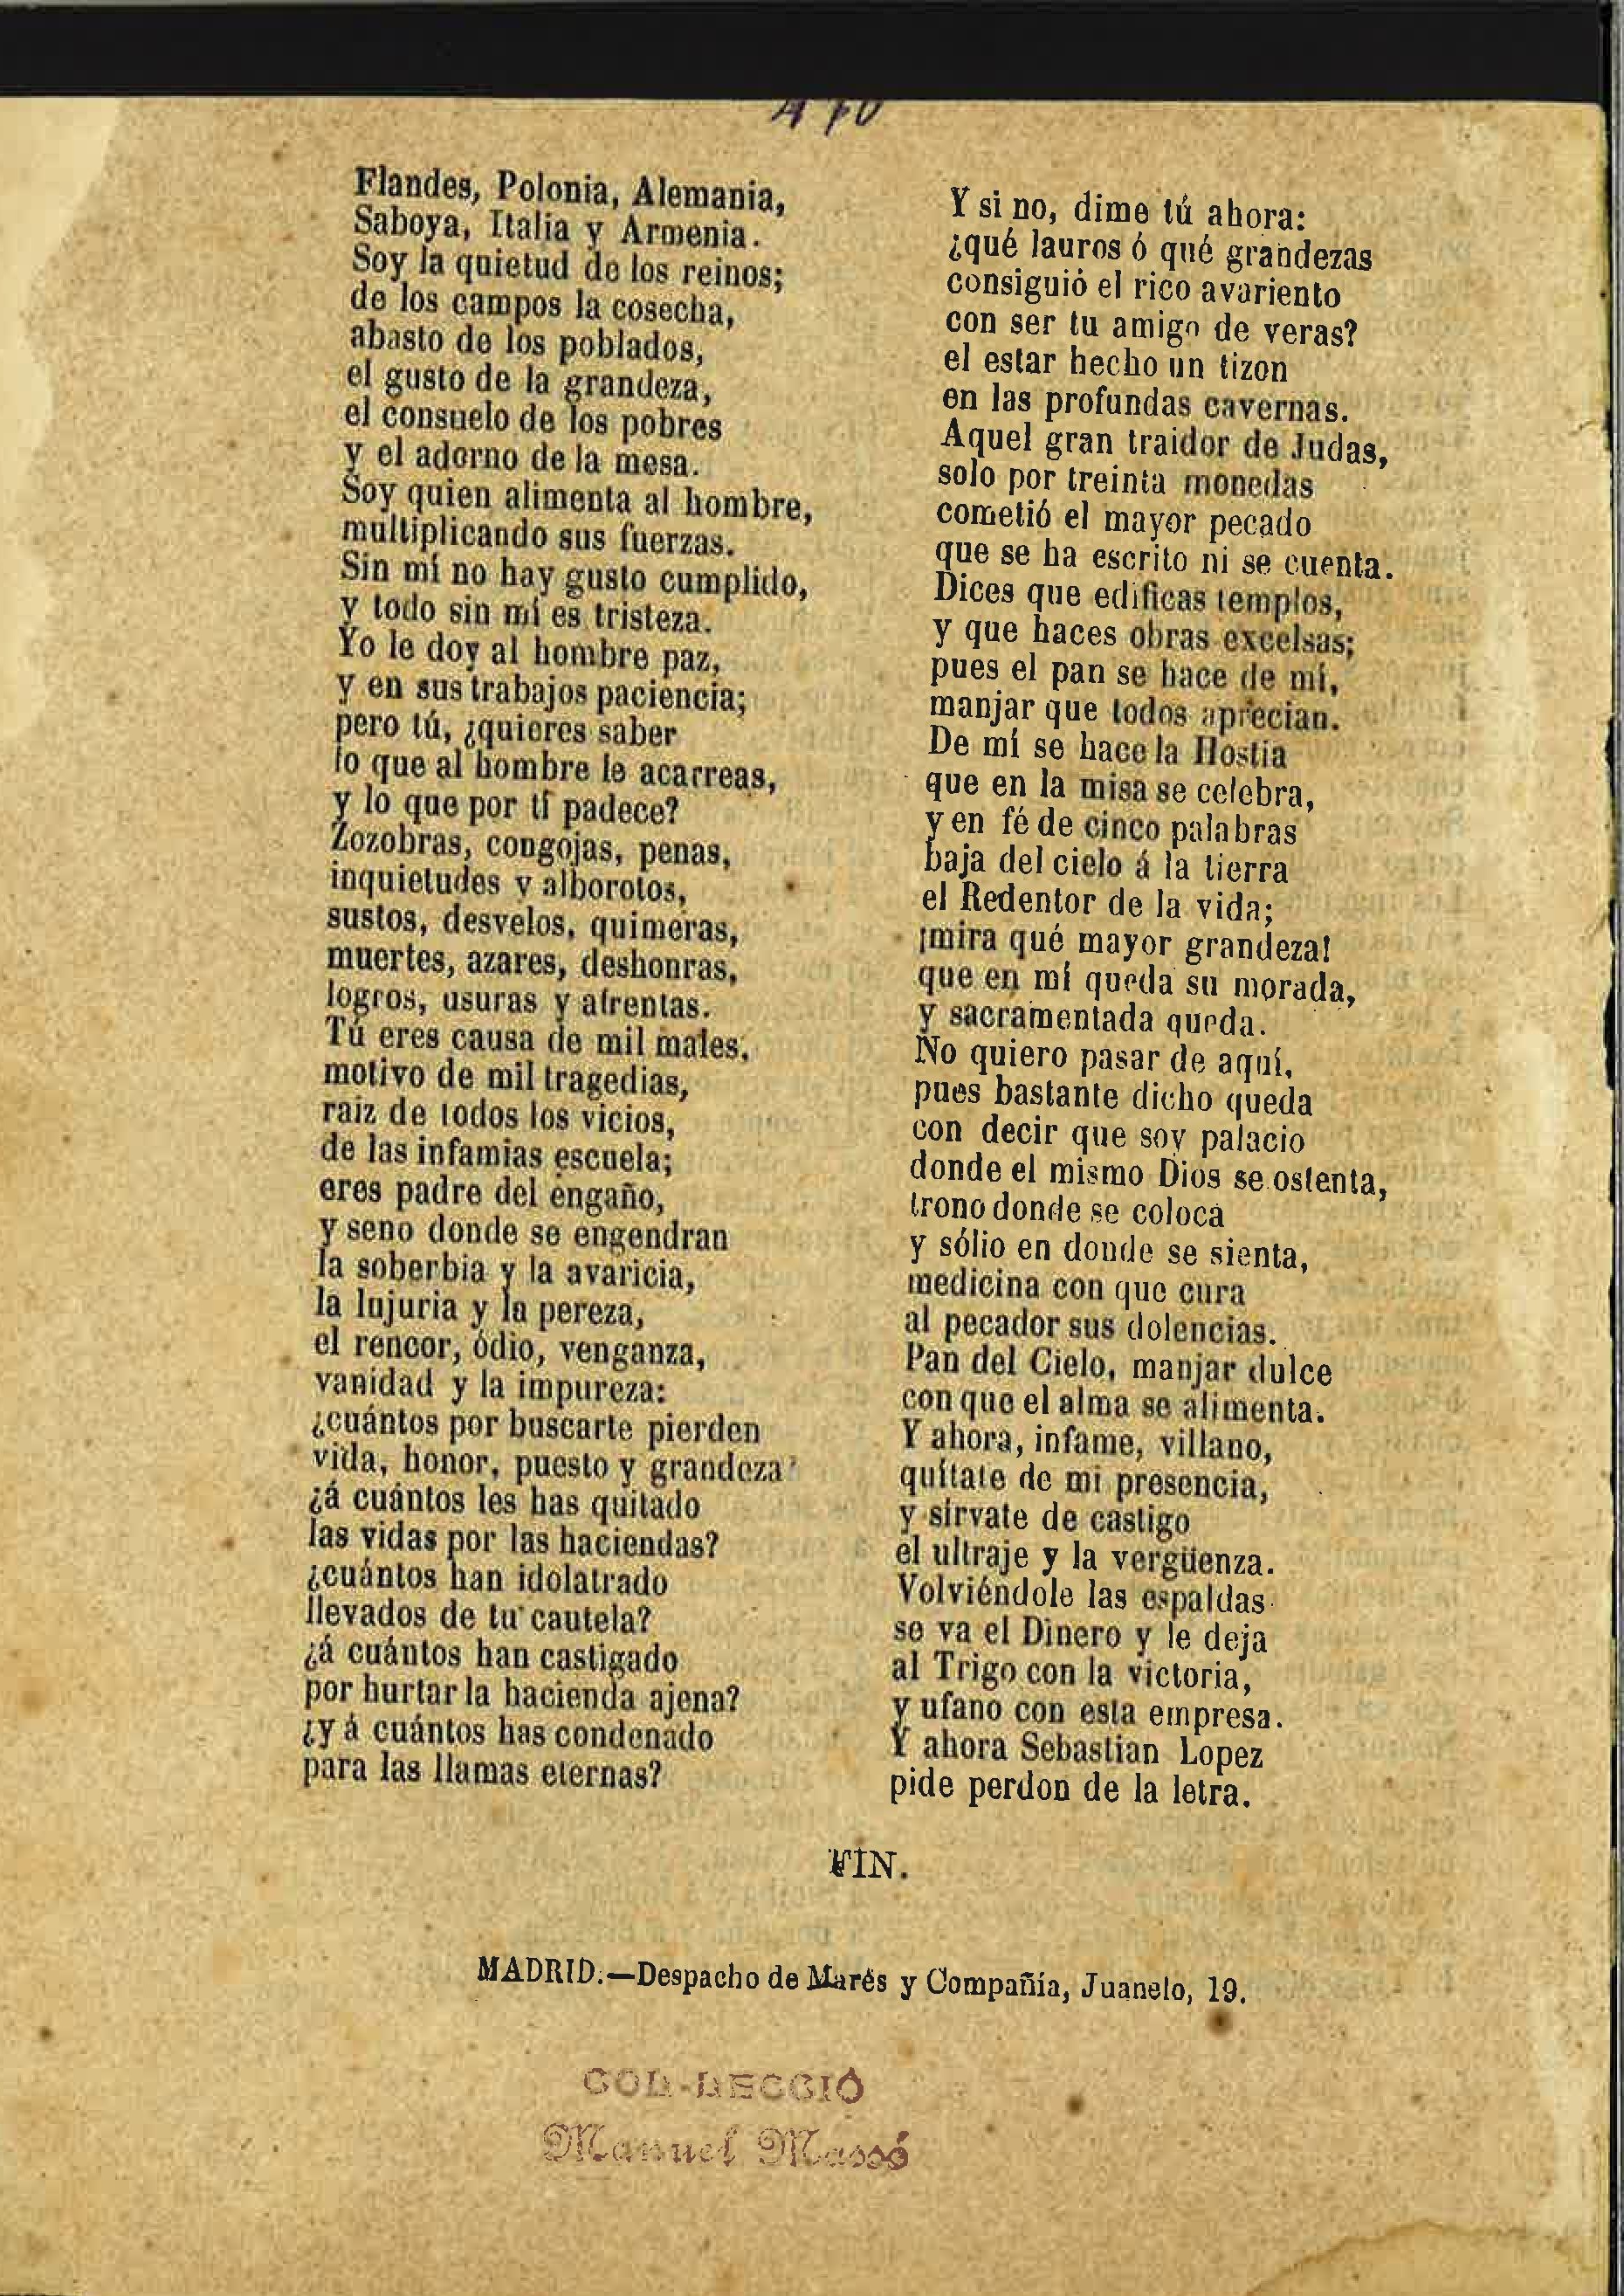 Flandes, Polonia, Alemania,
Saboya, Italia y Armenia.
Soy la quietud de los reinos;
de los campos la cosecha,
abasto de los poblados,
el gusto de la grandeza,
el consuelo de los pobres
y el adorno de la mesa.
Soy quien alimenta al hombre,
multiplicando sus fuerzas.
Sin mí no hay gusto cumplido,
y todo sin mí es tristeza.
Yo le doy al hombre paz,
y en sus trabajos paciencia;
pero tú, ¿quieres saber
lo que al hombre le acarreas,
y lo que por tí padece?
Zozobras, congojas, penas,
inquietudes y alborotos,
sustos, desvelos, quimeras,
muertes, azares, deshonras,
logros, usuras y afrentas.
Tú eres causa de mil males,
motivo de mil tragedias,
raiz de todos los vicios,
de las infamias escuela;
eres padre del engaño,
y seno donde se engendran
la soberbia y la avaricia,
la lujuria y la pereza,
el rencor, ódio, venganza,
vanidad y la impureza:
¿cuántos por buscarte pierden
vida, honor, puesto y grandeza?
¿á cuántos les has quitado
las vidas por las haciendas?
¿cuántos han idolatrado
llevados de tu cautela?
¿á cuántos han castigado
por hurtar la hacienda ajena?
¿y á cuántos has condenado
para las llamas eternas?
Y si no, dime tú ahora:
¿qué lauros ó qué grandezas
consiguió el rico avariento
con ser tu amigo de veras?
el estar hecho un tizon
en las profundas cavernas.
Aquel gran traidor de Judas,
solo por treinta monedas
cometió el mayor pecado
que se ha escrito ni se cuenta.
Dices que edificas templos,
y que haces obras excelsas;
pues el pan se hace de mí,
manjar que todos aprecian.
De mí se hace la Hostia
que en la misa se celebra,
y en fé de cinco palabras
baja del cielo á la tierra
el Redentor de la vida;
¡mira qué mayor grandeza!
que en mí queda su morada,
y sacramentada queda.
No quiero pasar de aquí,
pues bastante dicho queda
con decir que soy palacio
donde el mismo Dios se ostenta,
trono donde se coloca
y sólio en donde se sienta,
medicina con que cura
al pecador sus dolencias.
Pan del Cielo, manjar dulce
con que el alma se alimenta.
Y ahora, infame, villano,
quítate de mi presencia,
y sírvate de castigo
el ultraje y la vergüenza.
Volviéndole las espaldas
se va el Dinero y le deja
al Trigo con la victoria,
y ufano con esta empresa.
Y ahora Sebastian Lopez
pide perdon de la letra.
FIN.
MADRID.—Despacho de Marés y Compañía, Juanelo, 19.
COL-LECCIÓ
Manuel Massó